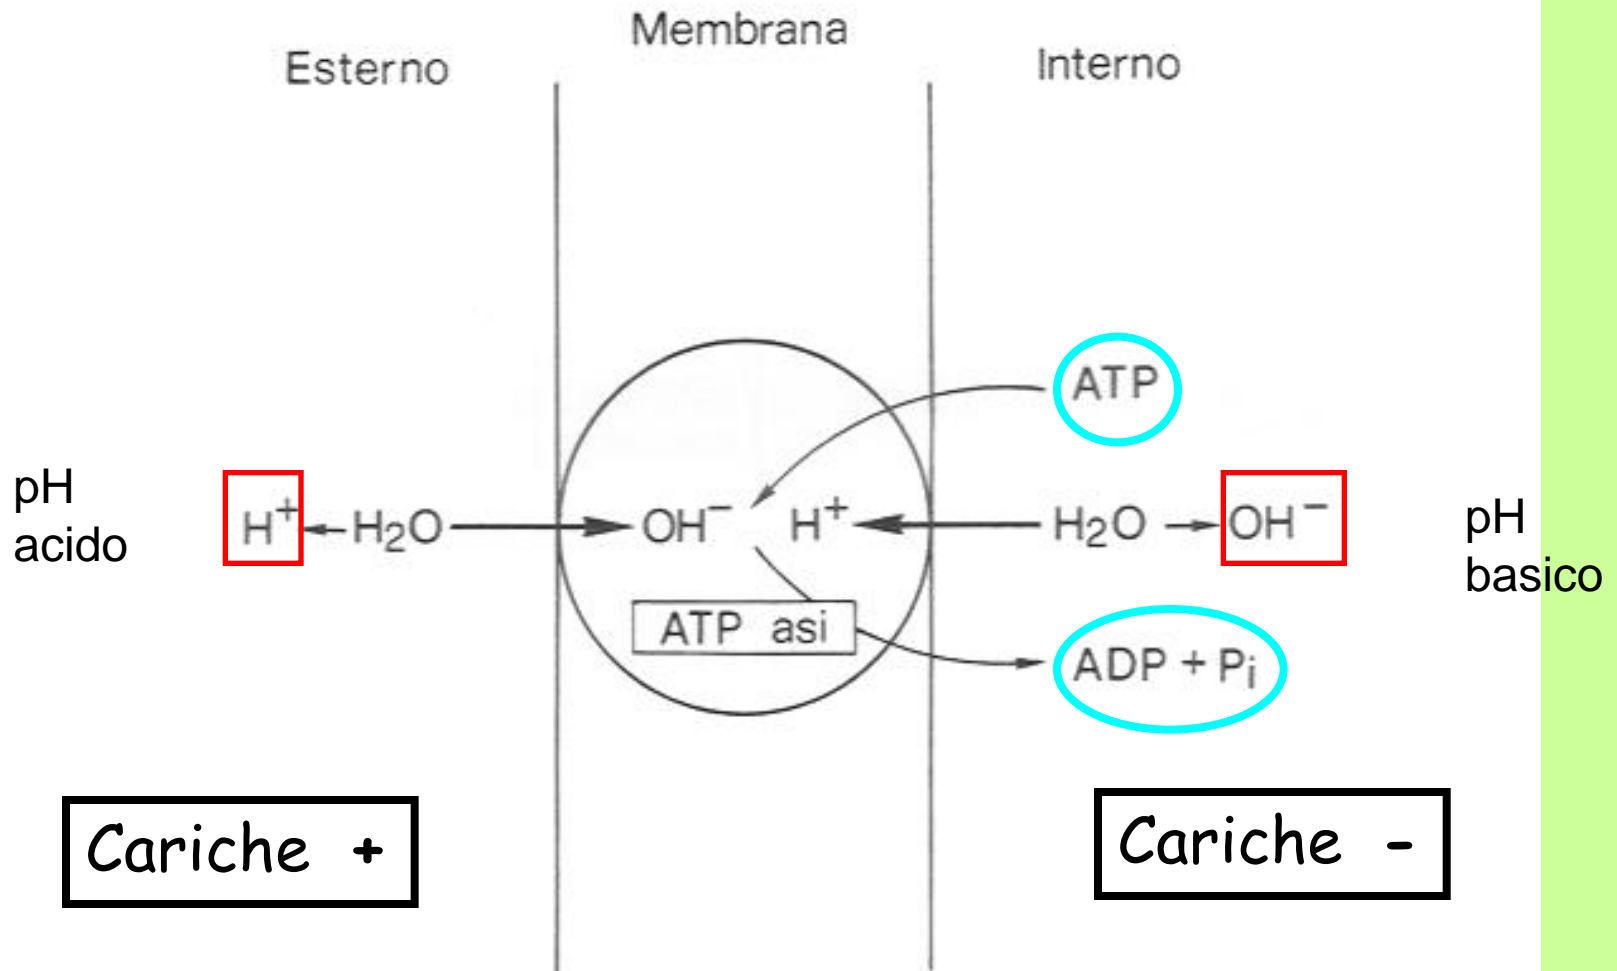 Membrana
Esterno
Interno
ATP
pH
acido
H⁺ H₂O OH⁻ H⁺ H₂O OH⁻
pH
basico
ATP asi
ADP + Pᵢ
Cariche +
Cariche -